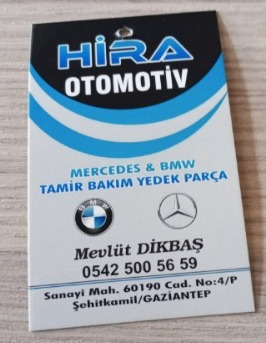 HİRA
OTOMOTİV
MERCEDES & BMW
TAMİR BAKIM YEDEK PARÇA
BMW
Mevlüt DİKBAŞ
0542 500 56 59
Sanayi Mah. 60190 Cad. No:4/P
Şehitkamil/GAZİANTEP